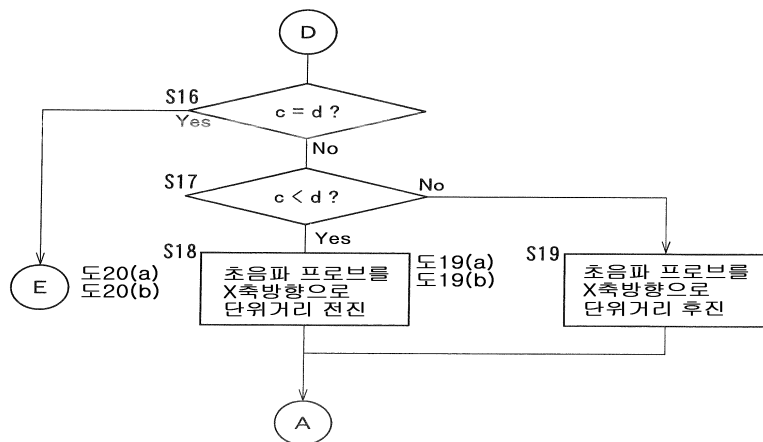 D
S16
c = d ?
Yes
No
S17
c < d ?
No
Yes
S18
초음파 프로브를
X축방향으로
단위거리 전진
도19(a)
도19(b)
S19
초음파 프로브를
X축방향으로
단위거리 후진
E
도20(a)
도20(b)
A